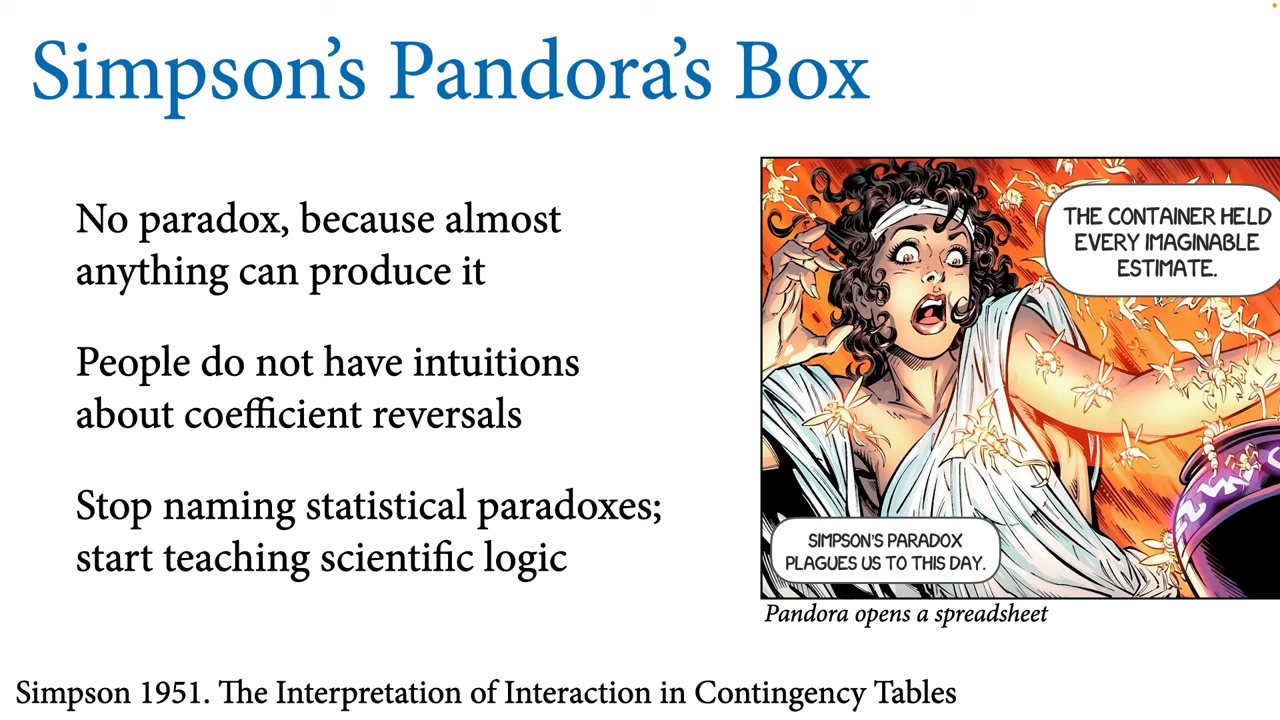 Simpson’s Pandora’s Box
No paradox, because almost
anything can produce it
People do not have intuitions
about coefficient reversals
Stop naming statistical paradoxes;
start teaching scientific logic
THE CONTAINER HELD
EVERY IMAGINABLE
ESTIMATE.
SIMPSON'S PARADOX
PLAGUES US TO THIS DAY.
Pandora opens a spreadsheet
Simpson 1951. The Interpretation of Interaction in Contingency Tables